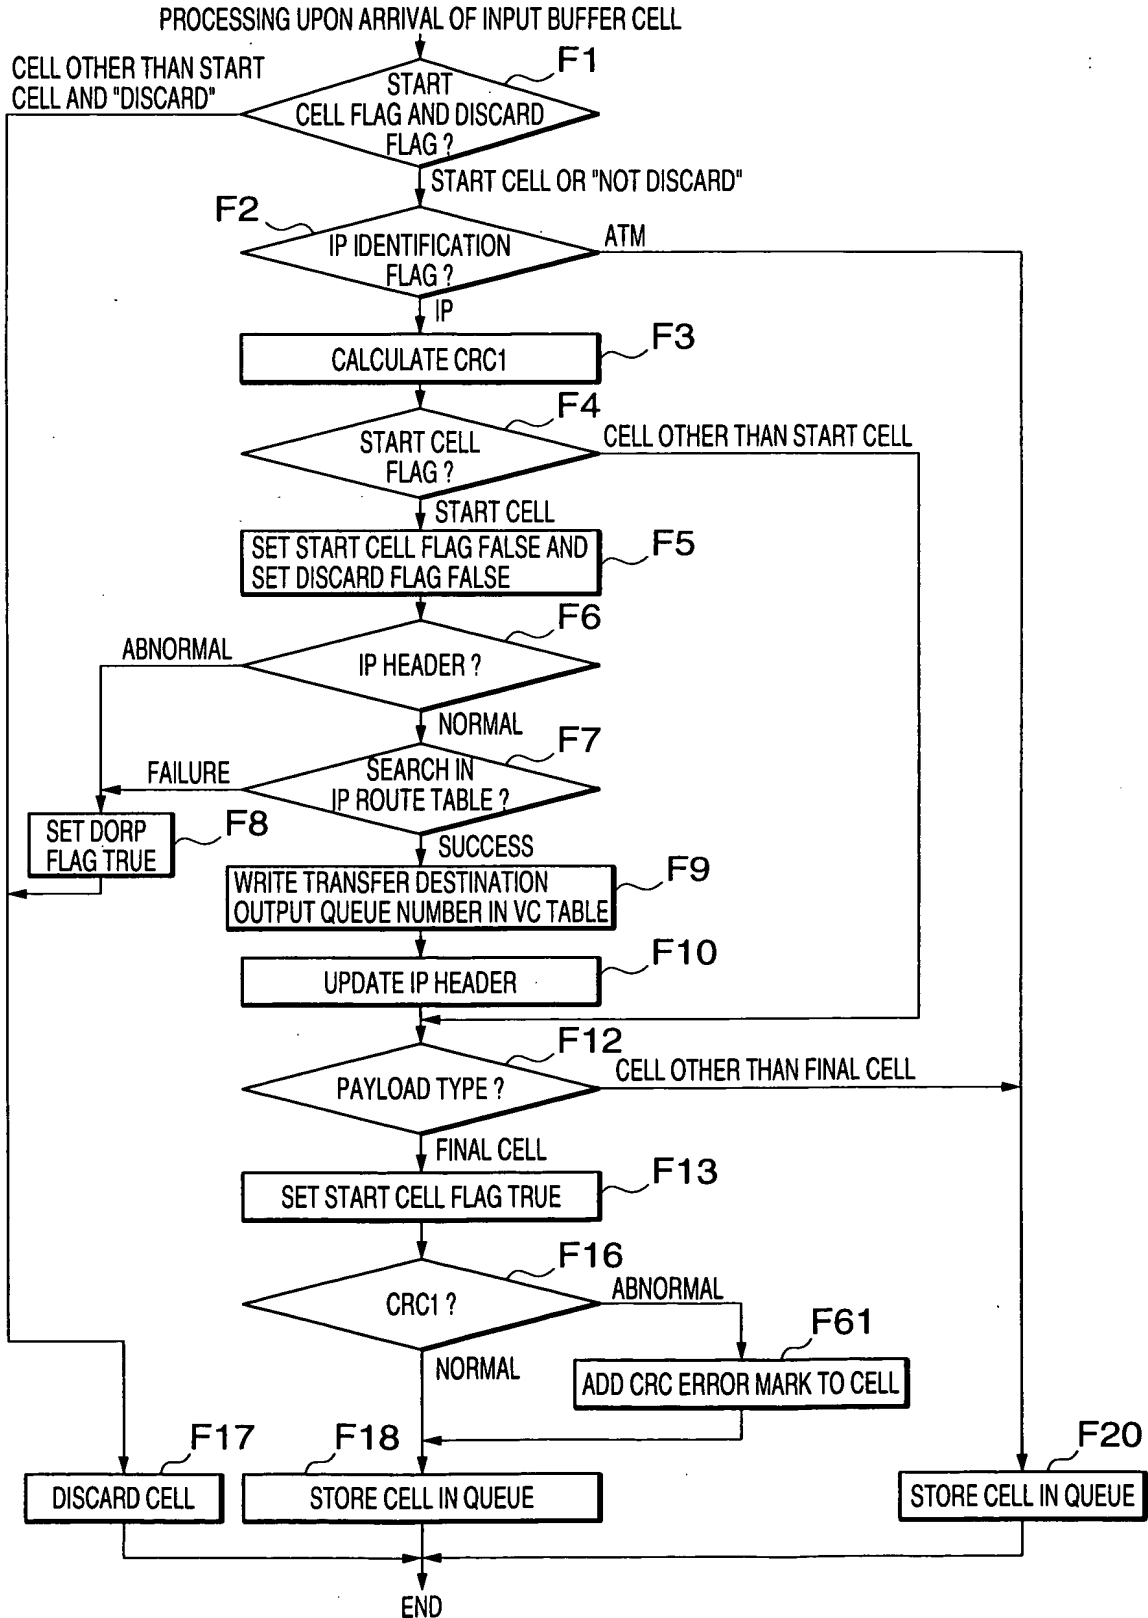 PROCESSING UPON ARRIVAL OF INPUT BUFFER CELL
CELL OTHER THAN START
CELL AND "DISCARD"
F1
START
CELL FLAG AND DISCARD
FLAG ?
START CELL OR "NOT DISCARD"
F2
IP IDENTIFICATION
FLAG ?
ATM
IP
F3
CALCULATE CRC1
F4
START CELL
FLAG ?
CELL OTHER THAN START CELL
START CELL
F5
SET START CELL FLAG FALSE AND
SET DISCARD FLAG FALSE
F6
ABNORMAL
IP HEADER ?
NORMAL
F7
FAILURE
SEARCH IN
IP ROUTE TABLE ?
F8
SET DORP
FLAG TRUE
SUCCESS
F9
WRITE TRANSFER DESTINATION
OUTPUT QUEUE NUMBER IN VC TABLE
F10
UPDATE IP HEADER
F12
PAYLOAD TYPE ?
CELL OTHER THAN FINAL CELL
FINAL CELL
F13
SET START CELL FLAG TRUE
F16
CRC1 ?
ABNORMAL
F61
NORMAL
ADD CRC ERROR MARK TO CELL
F17
F18
F20
DISCARD CELL
STORE CELL IN QUEUE
STORE CELL IN QUEUE
END